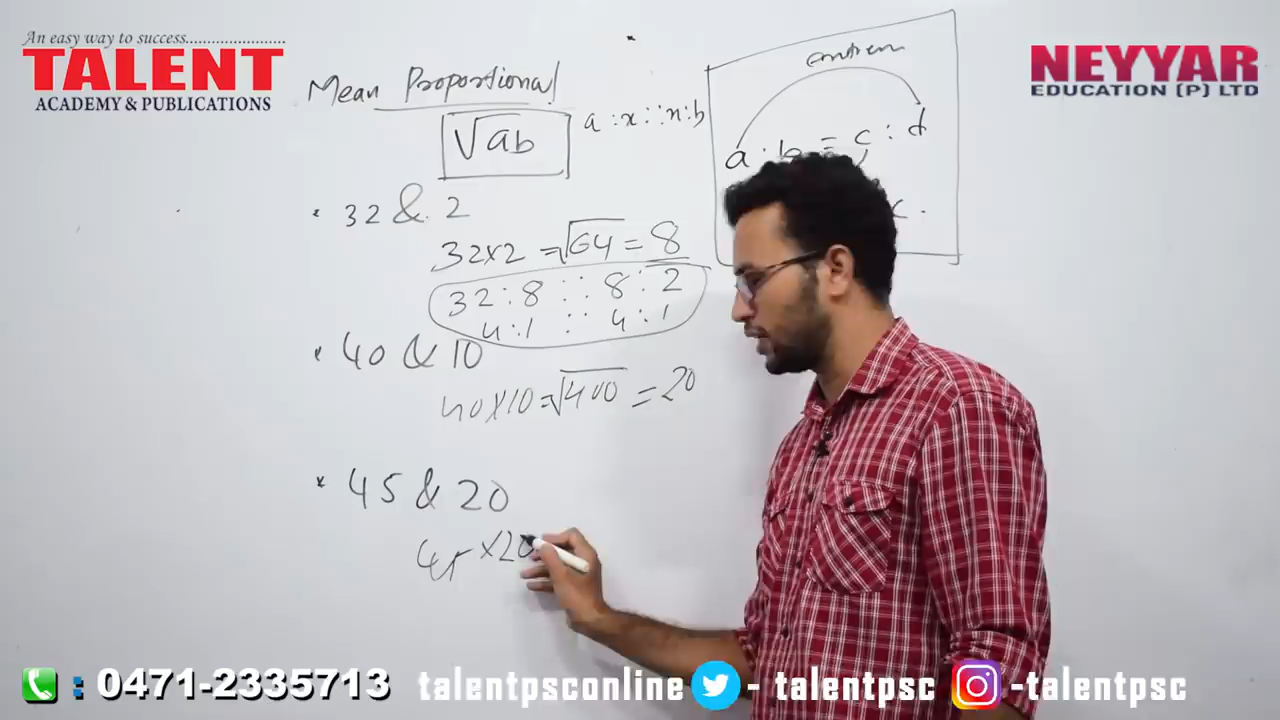 An easy way to success.......................
TALENT
ACADEMY & PUBLICATIONS
NEYYAR
EDUCATION (P) LTD
Mean Proportional
√ab
a : x :: x : b
a : b = c : d
32 & 2
32×2 = √64 = 8
32 : 8 :: 8 : 2
4 : 1 :: 4 : 1
40 & 10
40×10 = √400 = 20
45 & 20
45 × 20
: 0471-2335713 talentpsconline - talentpsc -talentpsc